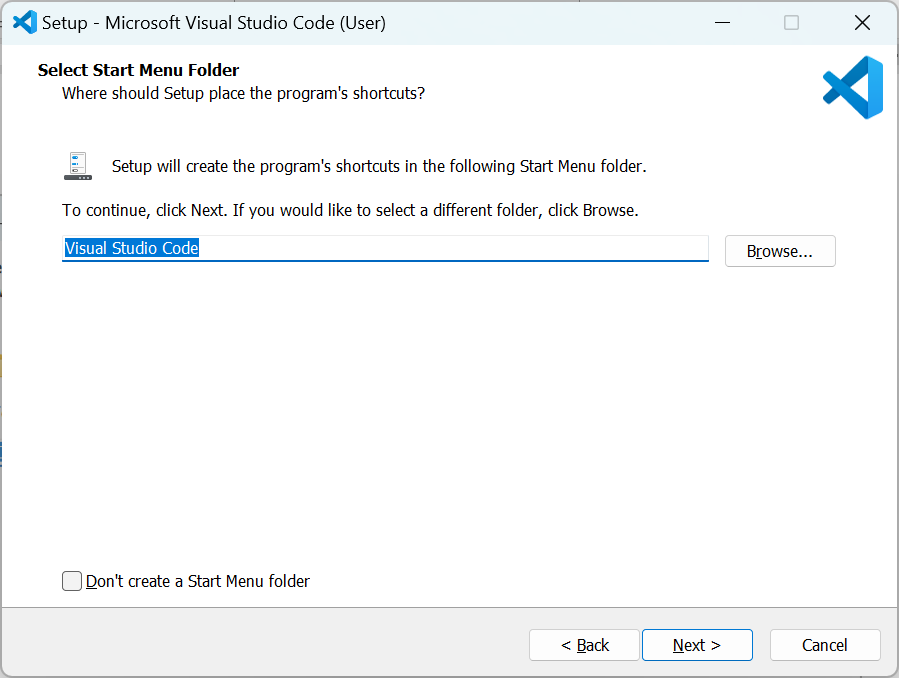 Setup - Microsoft Visual Studio Code (User)
Select Start Menu Folder
Where should Setup place the program's shortcuts?
Setup will create the program's shortcuts in the following Start Menu folder.
To continue, click Next. If you would like to select a different folder, click Browse.
Visual Studio Code
Browse...
Don't create a Start Menu folder
< Back
Next >
Cancel